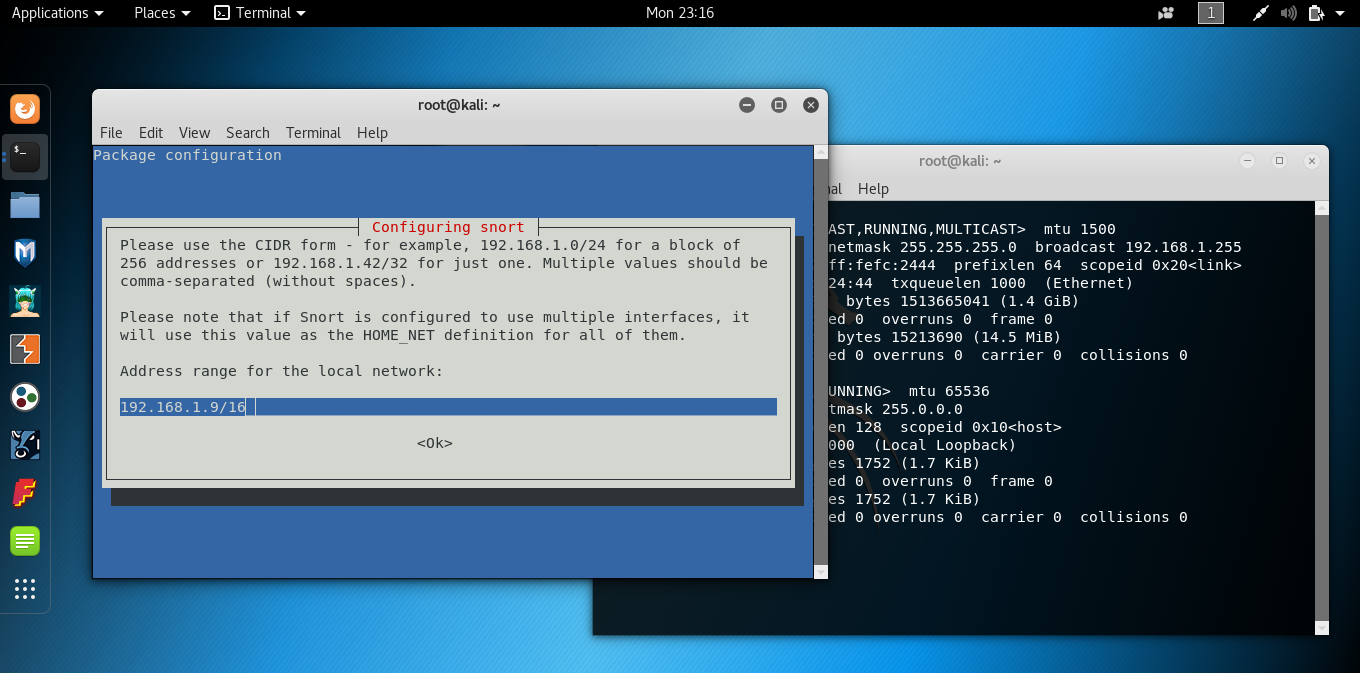 Applications Places Terminal Mon 23:16 1
root@kali: ~
File Edit View Search Terminal Help
Package configuration
Configuring snort
Please use the CIDR form - for example, 192.168.1.0/24 for a block of
256 addresses or 192.168.1.42/32 for just one. Multiple values should be
comma-separated (without spaces).
Please note that if Snort is configured to use multiple interfaces, it
will use this value as the HOME_NET definition for all of them.
Address range for the local network:
192.168.1.9/16
<Ok>
root@kali: ~
nal Help
AST,RUNNING,MULTICAST> mtu 1500
netmask 255.255.255.0 broadcast 192.168.1.255
ff:fefc:2444 prefixlen 64 scopeid 0x20<link>
24:44 txqueuelen 1000 (Ethernet)
bytes 1513665041 (1.4 GiB)
ed 0 overruns 0 frame 0
bytes 15213690 (14.5 MiB)
ed 0 overruns 0 carrier 0 collisions 0
UNNING> mtu 65536
tmask 255.0.0.0
en 128 scopeid 0x10<host>
000 (Local Loopback)
es 1752 (1.7 KiB)
ed 0 overruns 0 frame 0
es 1752 (1.7 KiB)
ed 0 overruns 0 carrier 0 collisions 0